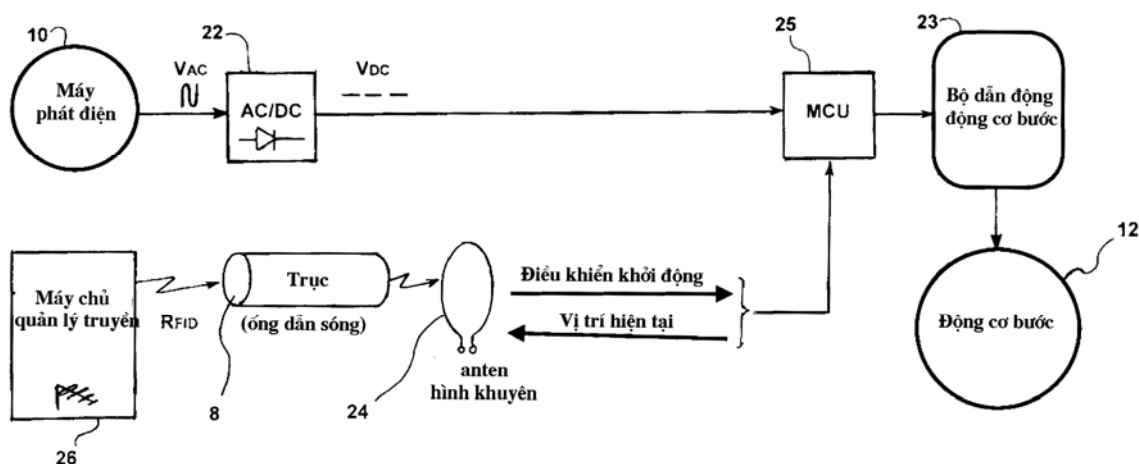 10
22
25
23
Máy
phát điện
VAC
AC/DC
VDC
MCU
Bộ dẫn động
động cơ bước
12
Máy chủ
quản lý truyền
RFID
Trục
(ống dẫn sóng)
Điều khiển khởi động
Vị trí hiện tại
anten
hình khuyên
Động cơ bước
8
24
26